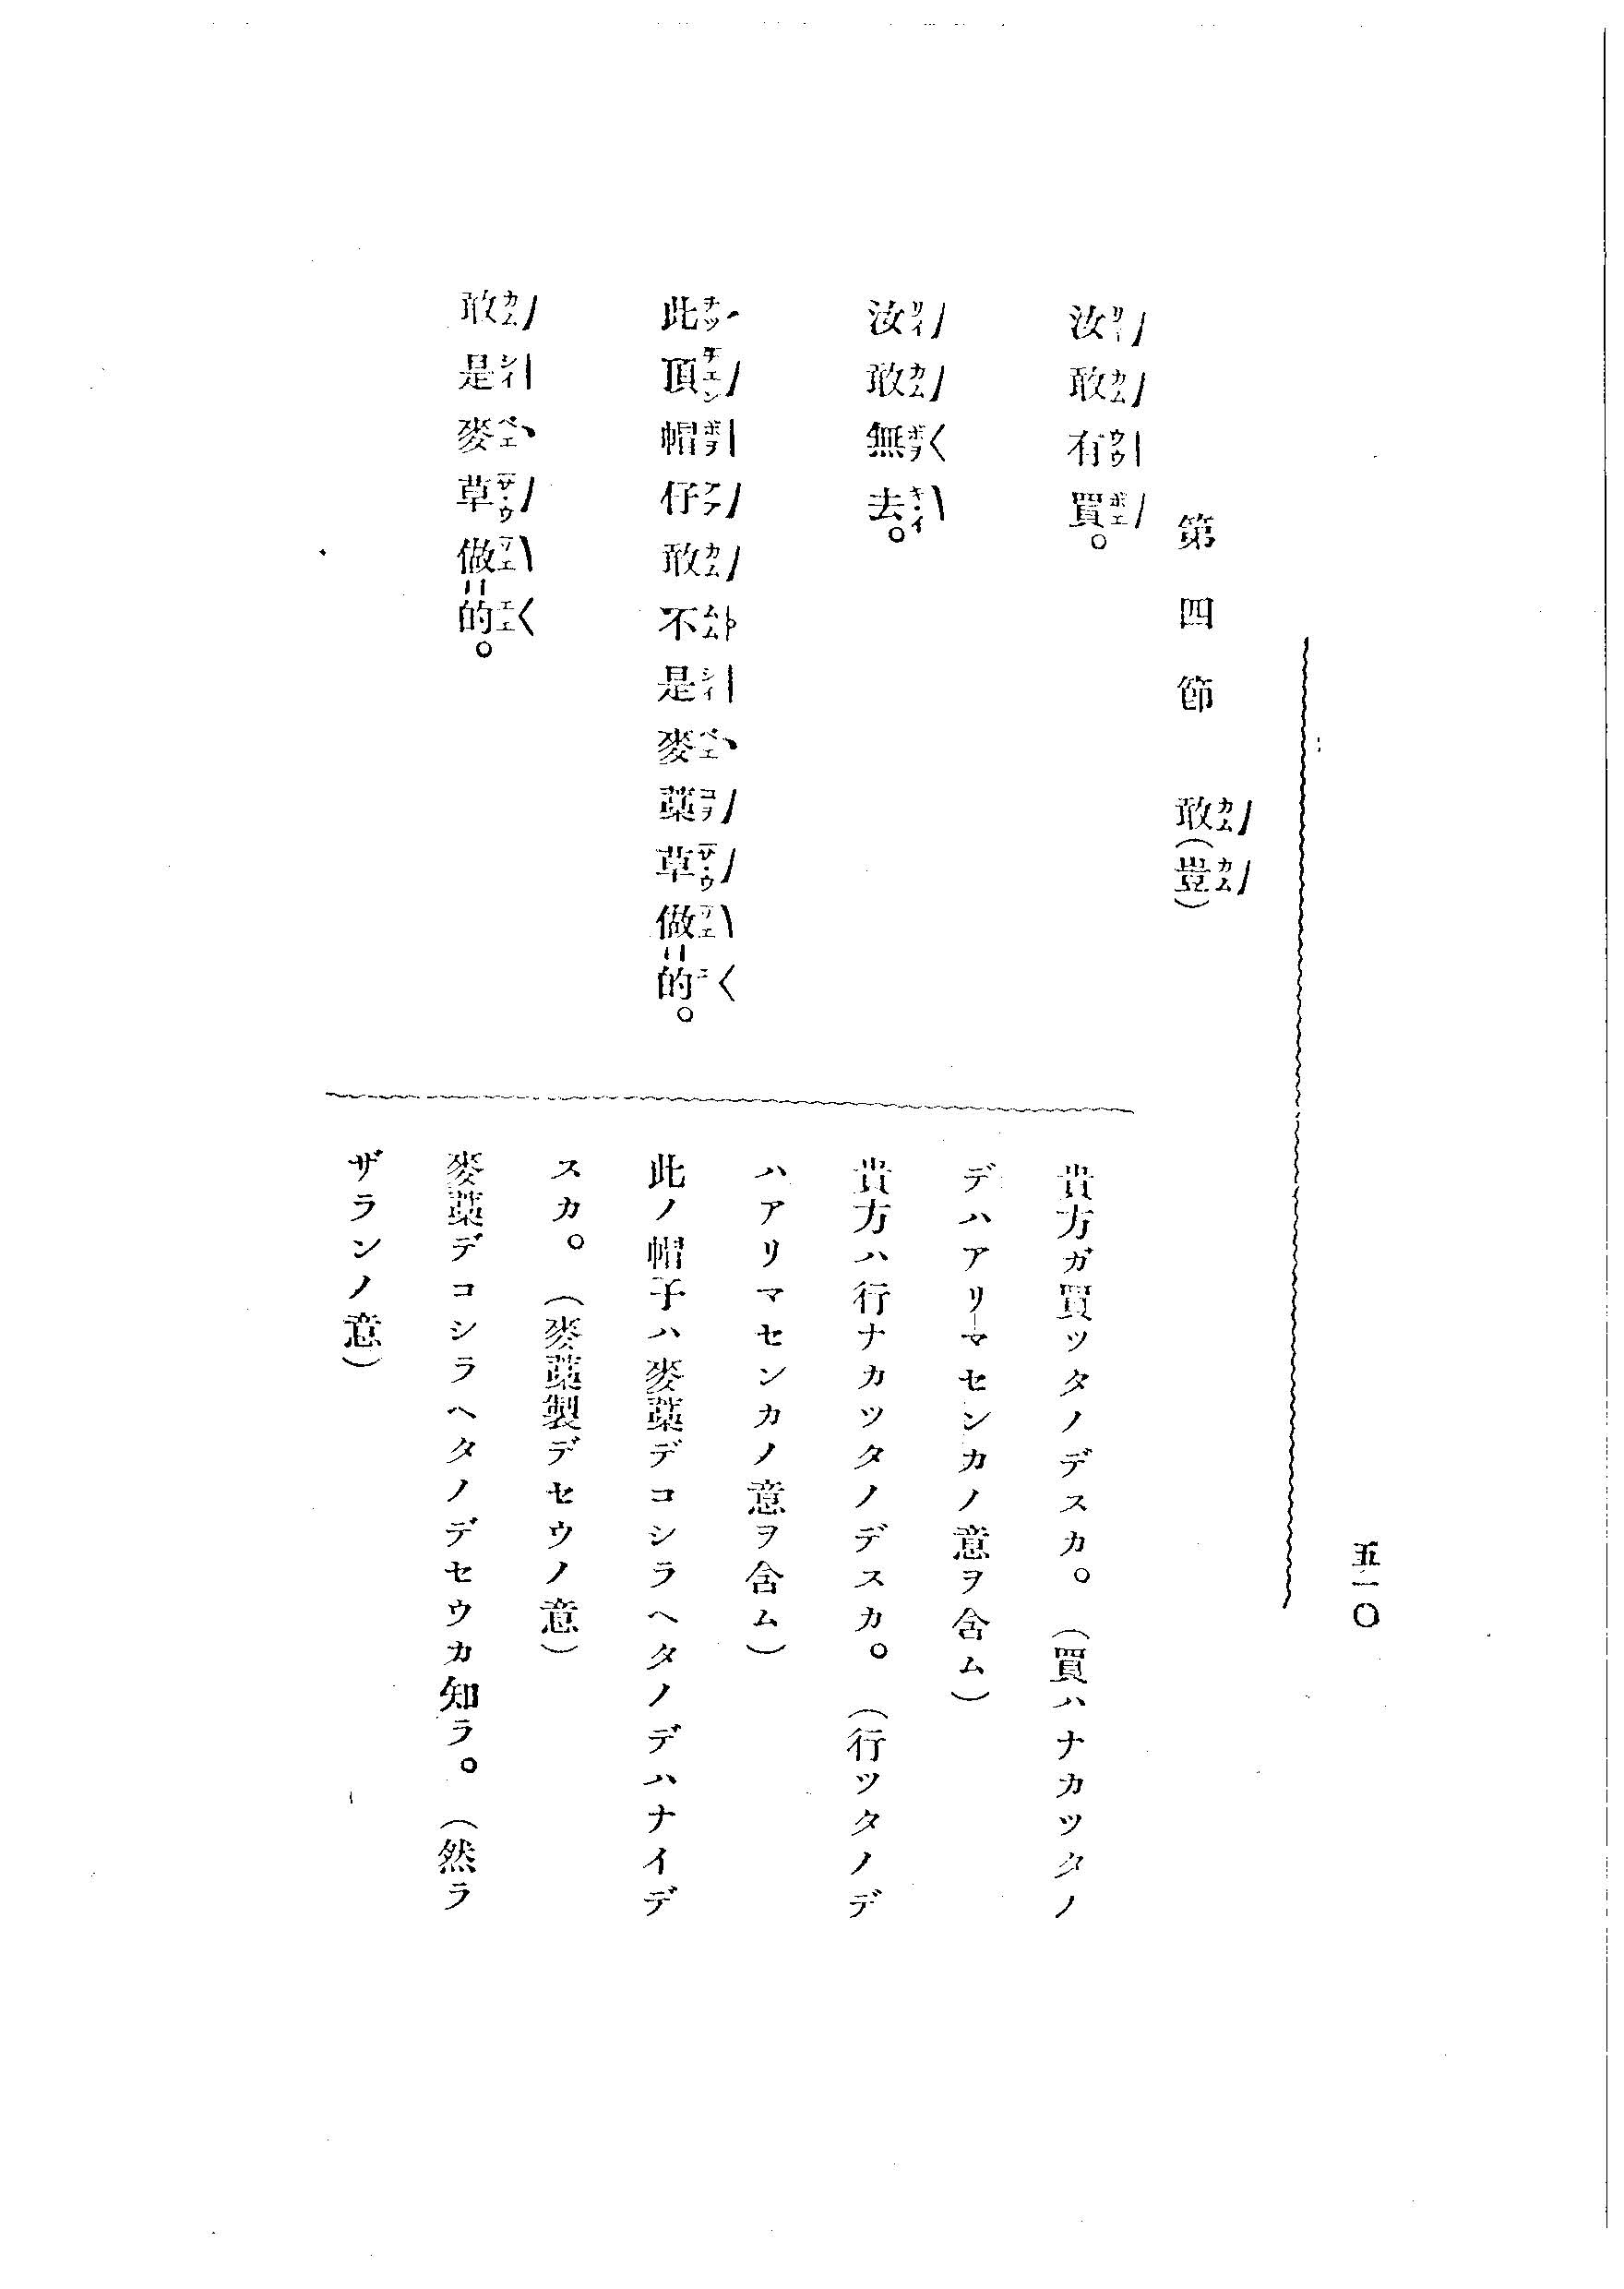 五一〇
第四節 敢(豈)
汝敢有買。
汝敢無去。
此頂帽仔敢不是麥藁草做=的。
敢是麥草做=的。
貴方ガ買ツタノデスカ。(買ハナカツタノ
デハアリマセンカノ意ヲ含ム)
貴方ハ行ナカツタノデスカ。(行ツタノデ
ハアリマセンカノ意ヲ含ム)
此ノ帽子ハ麥藁デコシラヘタノデハナイデ
スカ。(麥藁製デセウノ意)
麥藁デコシラヘタノデセウカ知ラ。(然ラ
ザランノ意)